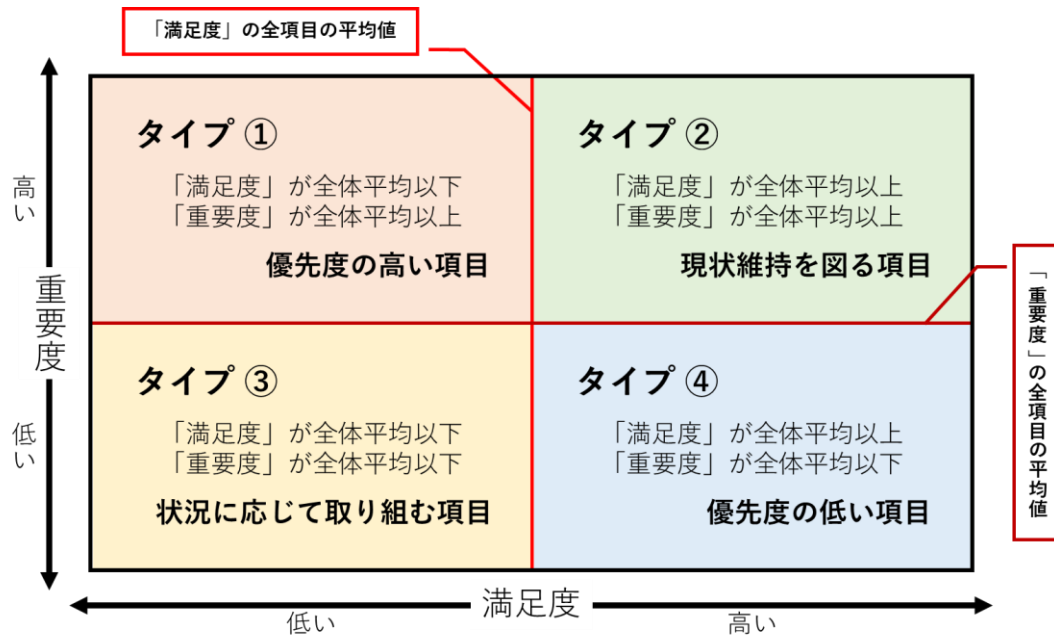 「満足度」の全項目の平均値
タイプ ①
「満足度」が全体平均以下
「重要度」が全体平均以上
優先度の高い項目
タイプ ②
「満足度」が全体平均以上
「重要度」が全体平均以上
現状維持を図る項目
高い
重要度
低い
「重要度」の全項目の平均値
タイプ ③
「満足度」が全体平均以下
「重要度」が全体平均以下
状況に応じて取り組む項目
タイプ ④
「満足度」が全体平均以上
「重要度」が全体平均以下
優先度の低い項目
低い
満足度
高い